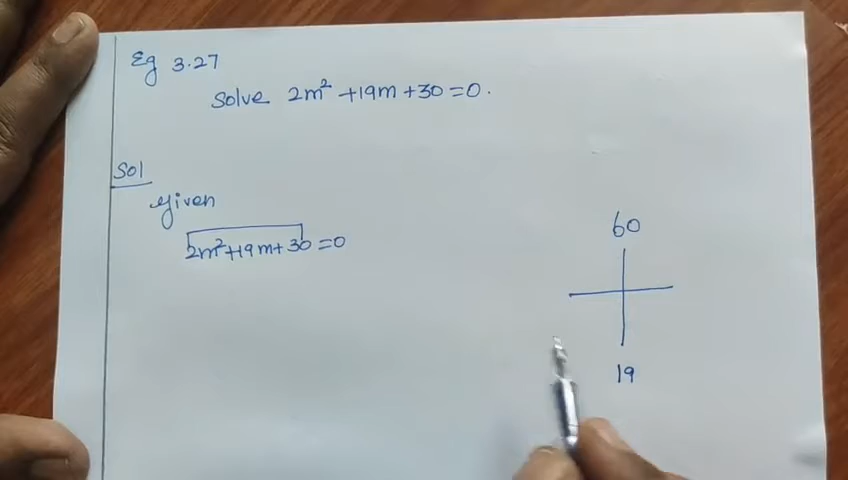 Eg 3.27
Solve 2m² +19m +30 = 0.
Sol
Given
2m²+19m+30 = 0
60
19